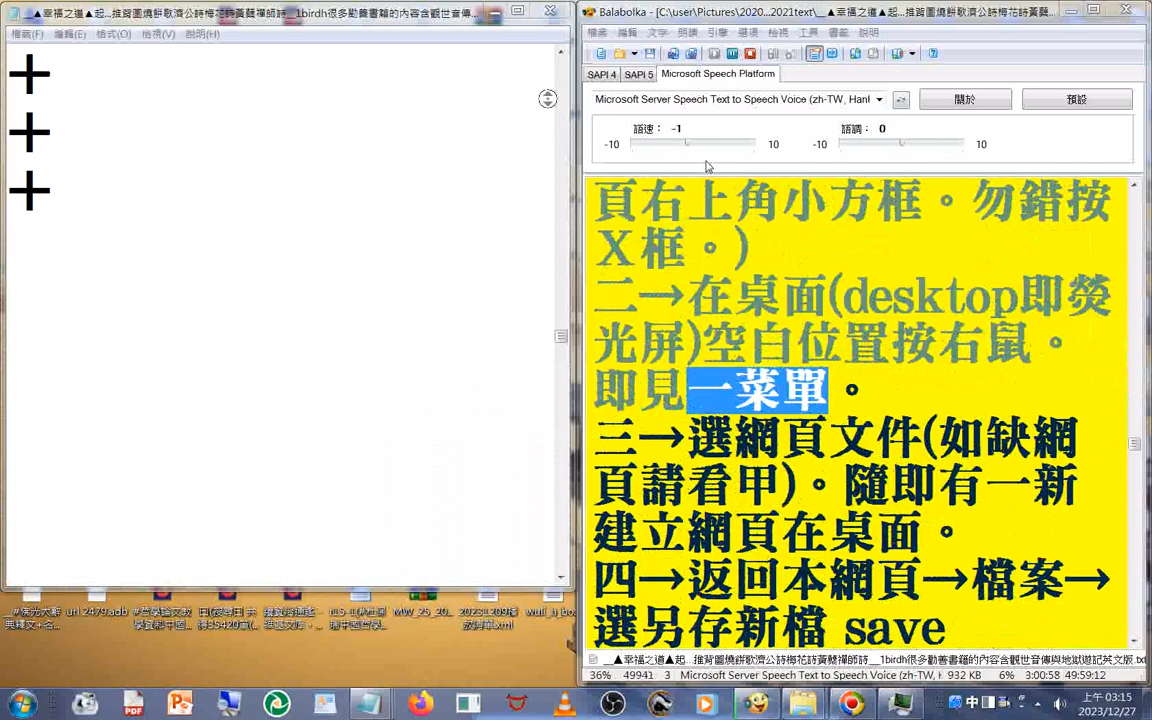 __▲幸福之道▲起...推背圖燒餅歌濟公詩梅花詩黃蘗禪師詩__1birdh很多勸善書籍的內容含觀世音傳...
檔案(F) 編輯(E) 格式(O) 檢視(V) 說明(H)
+
+
+
Balabolka - [C:\user\Pictures\2020...2021text\__▲幸福之道▲起...推背圖燒餅歌濟公詩梅花詩黃蘗...
檔案 編輯 文字 朗讀 引擎 選項 檢視 工具 書籤 說明
SAPI 4 SAPI 5 Microsoft Speech Platform
Microsoft Server Speech Text to Speech Voice (zh-TW, Han
關於 預設
語速： -1 語調： 0
-10 10 -10 10
頁右上角小方框。勿錯按
Ｘ框。)
二→在桌面(desktop即熒
光屏)空白位置按右鼠。
即見一菜單。
三→選網頁文件(如缺網
頁請看甲)。隨即有一新
建立網頁在桌面。
四→返回本網頁→檔案→
選另存新檔 save
__▲幸福之道▲起...推背圖燒餅歌濟公詩梅花詩黃蘗禪師詩__1birdh很多勸善書籍的內容含觀世音傳與地獄遊記英文版.txt
36% 49941 3 Microsoft Server Speech Text to Speech Voice (zh-TW, H 932 KB 3:00:58 49:59:12
url 2479.adb
PDF
中
上午 03:15
2023/12/27